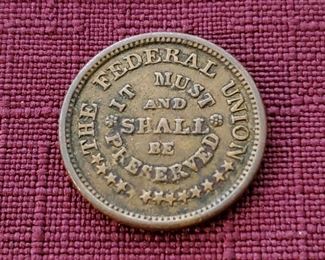 THE FEDERAL UNION
IT MUST
AND
SHALL
BE
PRESERVED